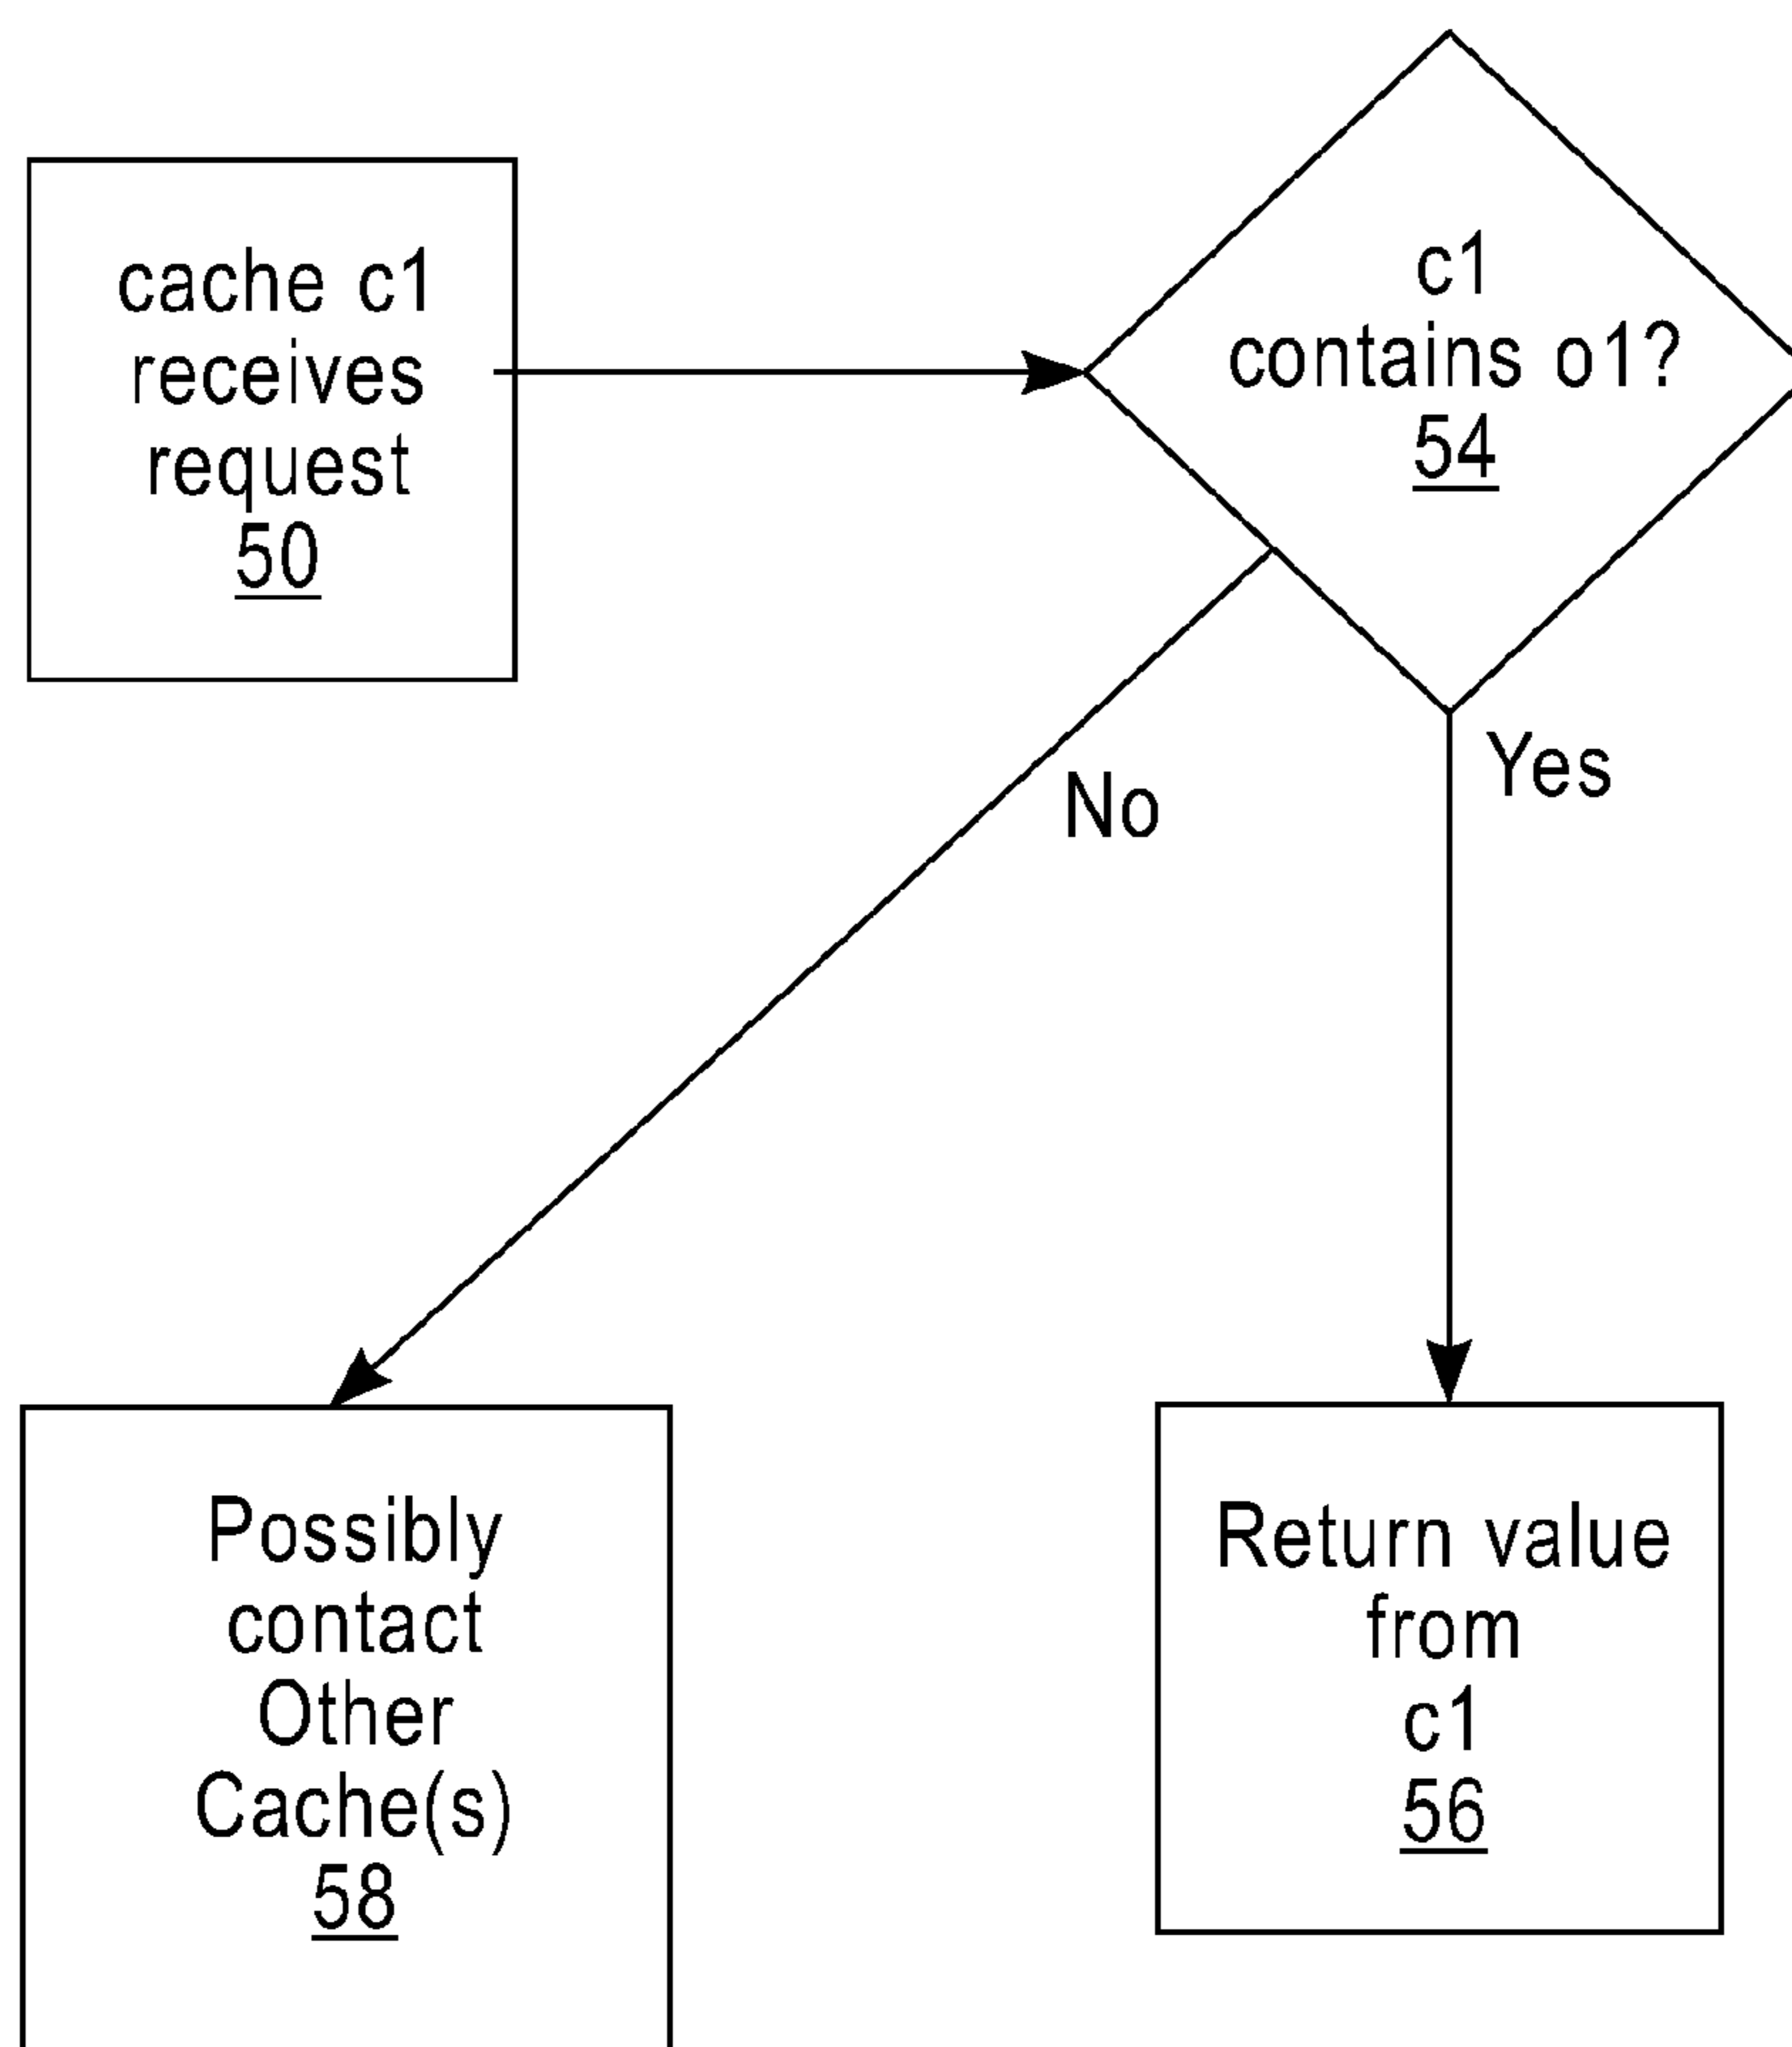 cache c1
receives
request
50
c1
contains o1?
54
No
Yes
Possibly
contact
Other
Cache(s)
58
Return value
from
c1
56